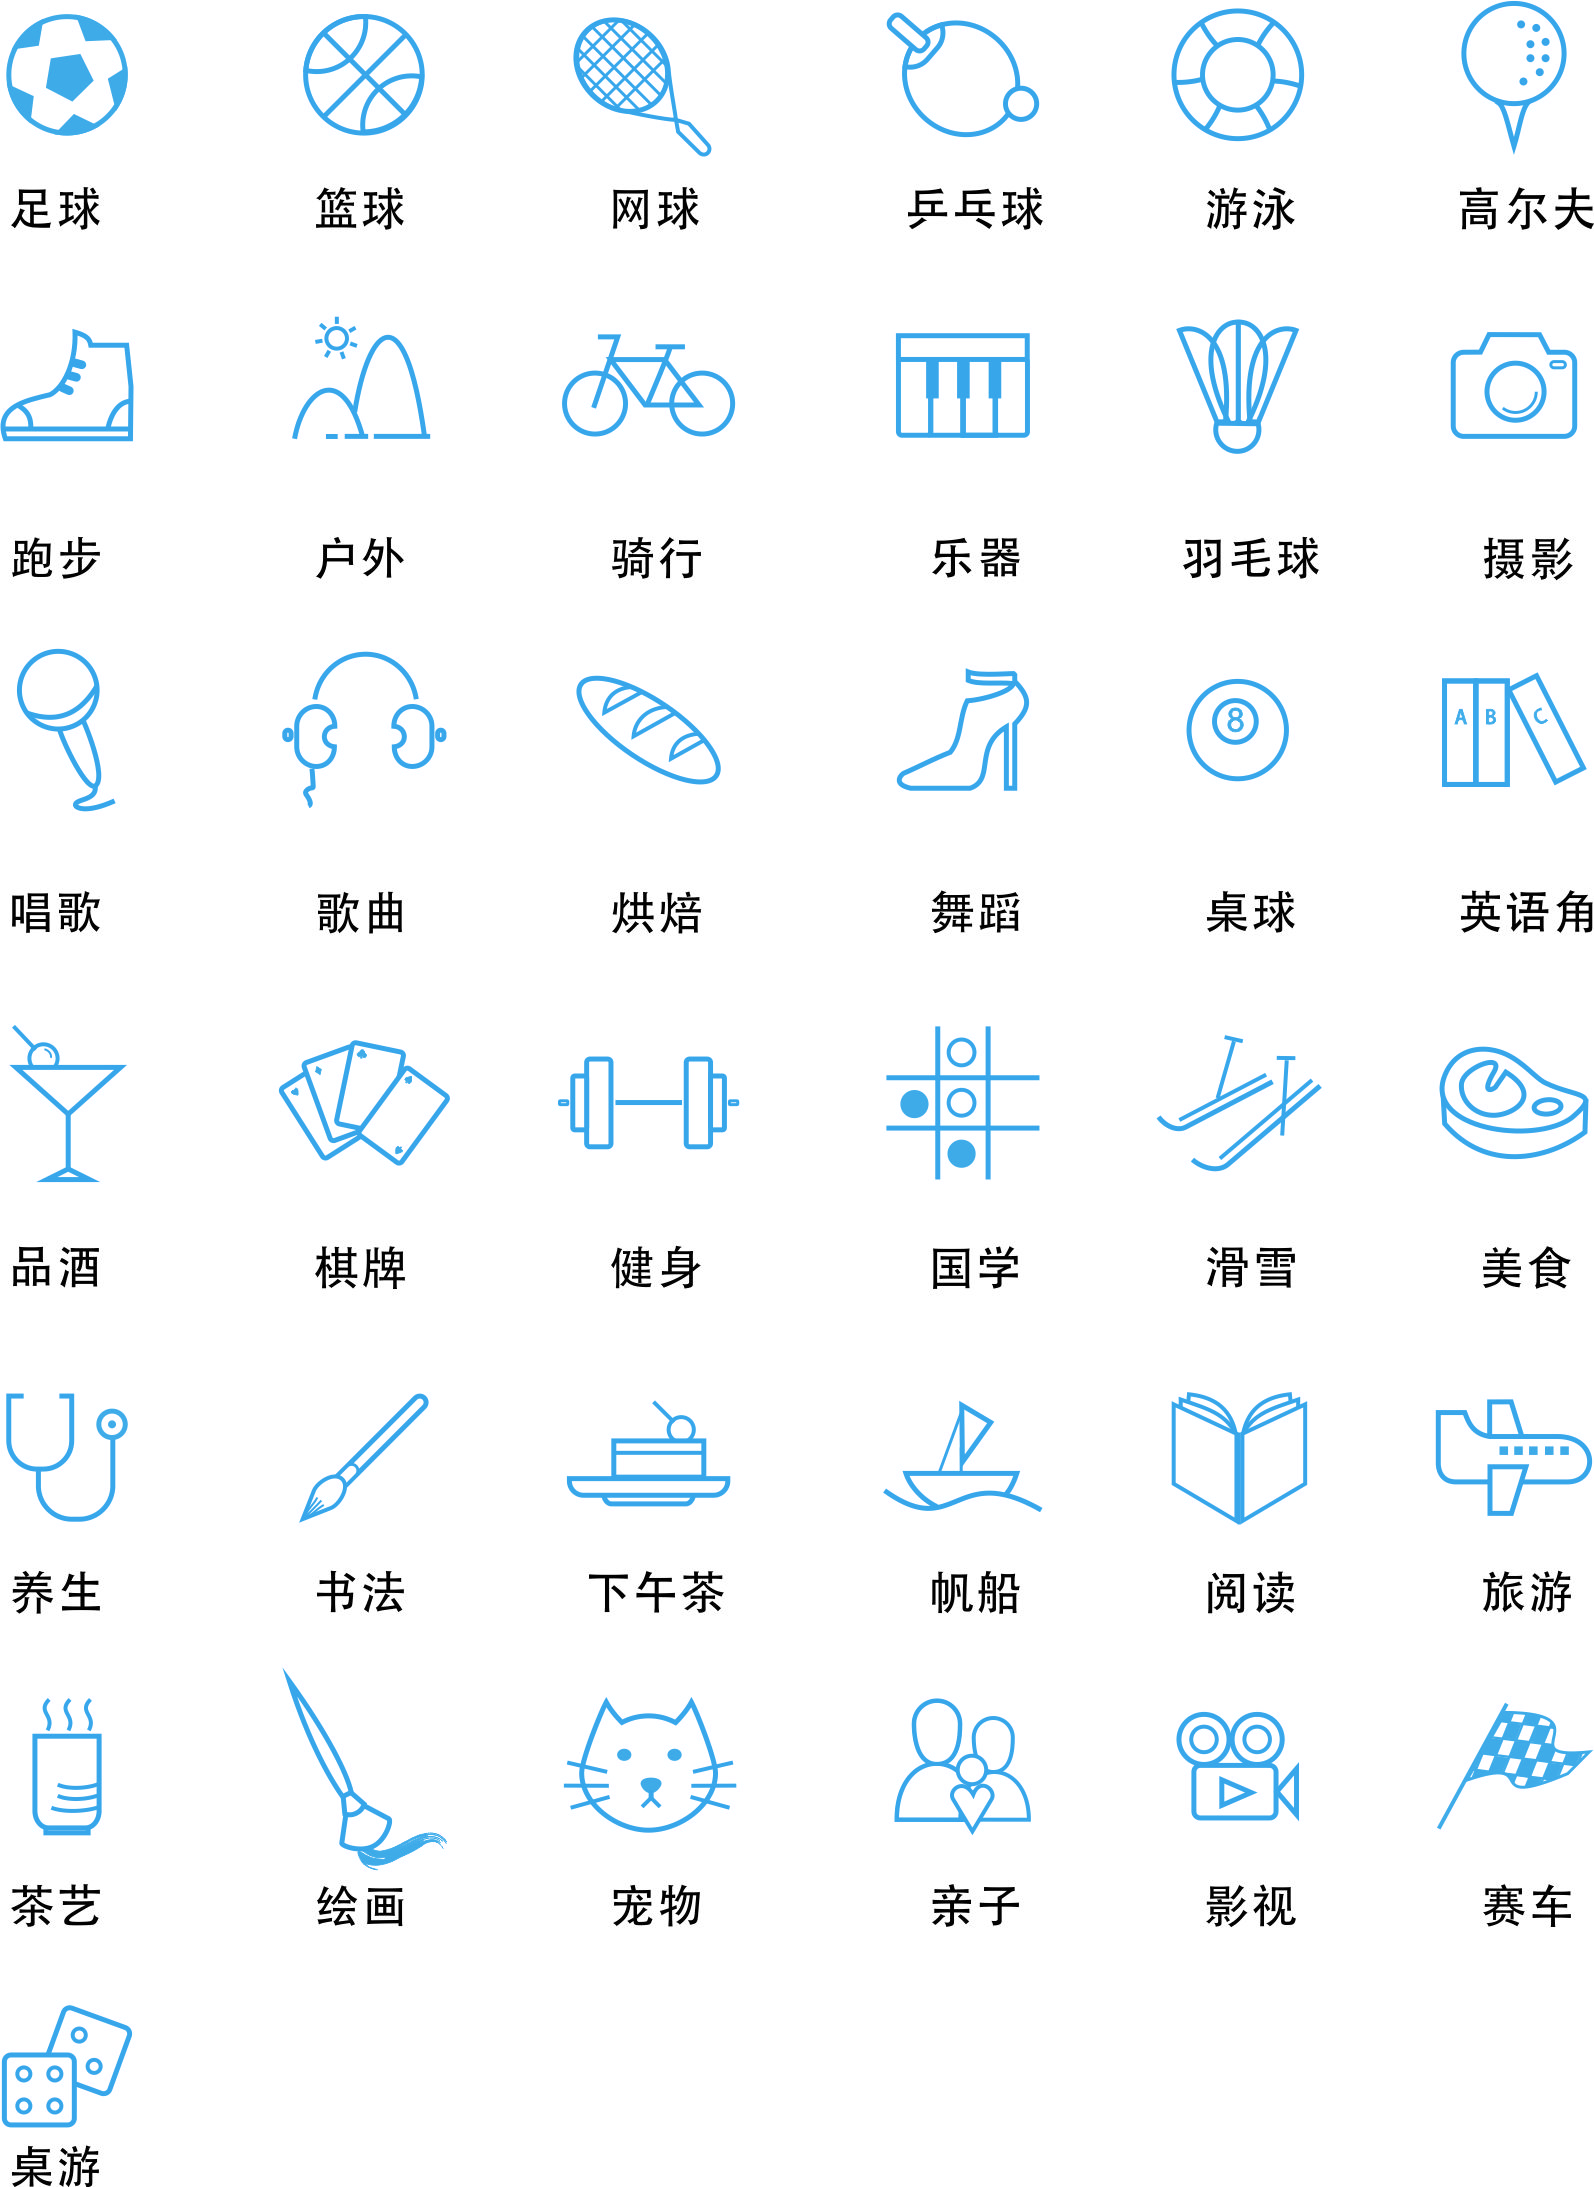 足球 篮球 网球 乒乓球 游泳 高尔夫
跑步 户外 骑行 乐器 羽毛球 摄影
8 A B C
唱歌 歌曲 烘焙 舞蹈 桌球 英语角
品酒 棋牌 健身 国学 滑雪 美食
养生 书法 下午茶 帆船 阅读 旅游
茶艺 绘画 宠物 亲子 影视 赛车
桌游